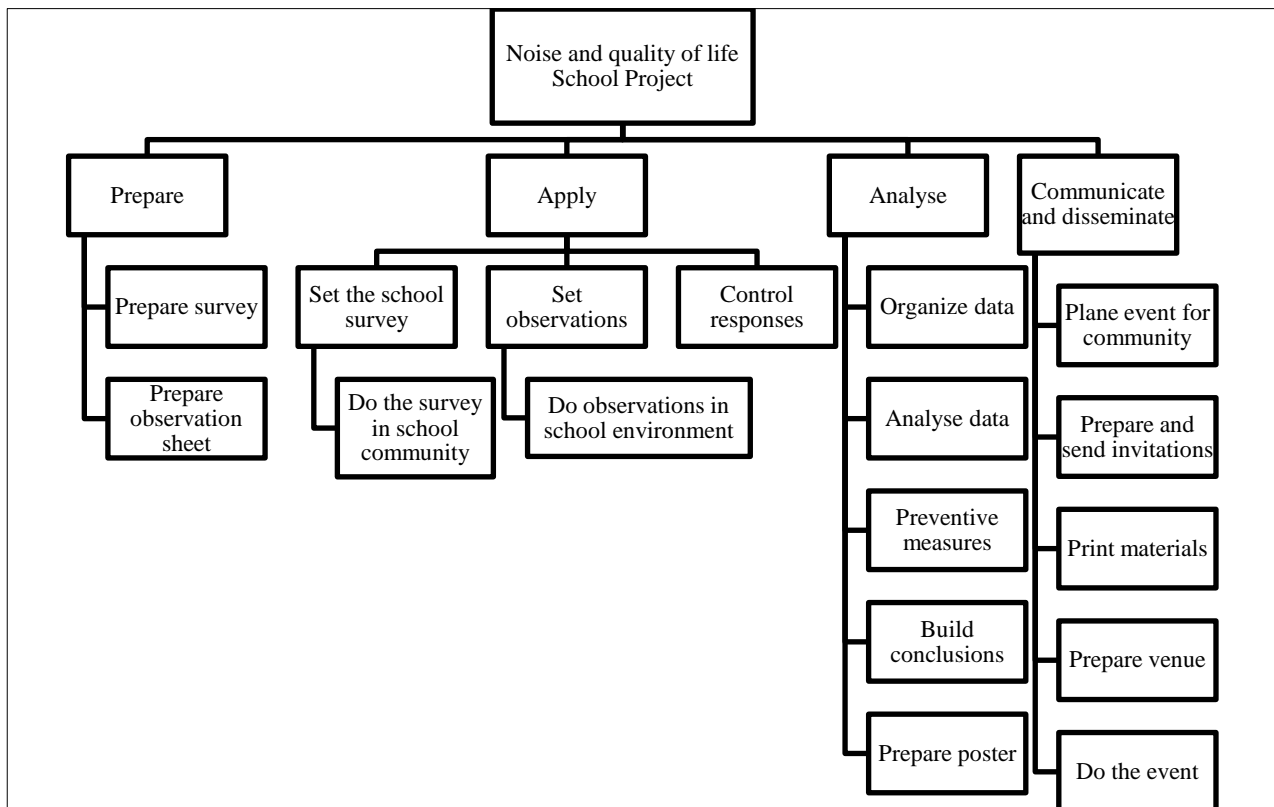 Noise and quality of life
School Project
Prepare
Apply
Analyse
Communicate
and disseminate
Prepare survey
Prepare
observation
sheet
Set the school
survey
Do the survey
in school
community
Set
observations
Do observations in
school environment
Control
responses
Organize data
Analyse data
Preventive
measures
Build
conclusions
Prepare poster
Plane event for
community
Prepare and
send invitations
Print materials
Prepare venue
Do the event